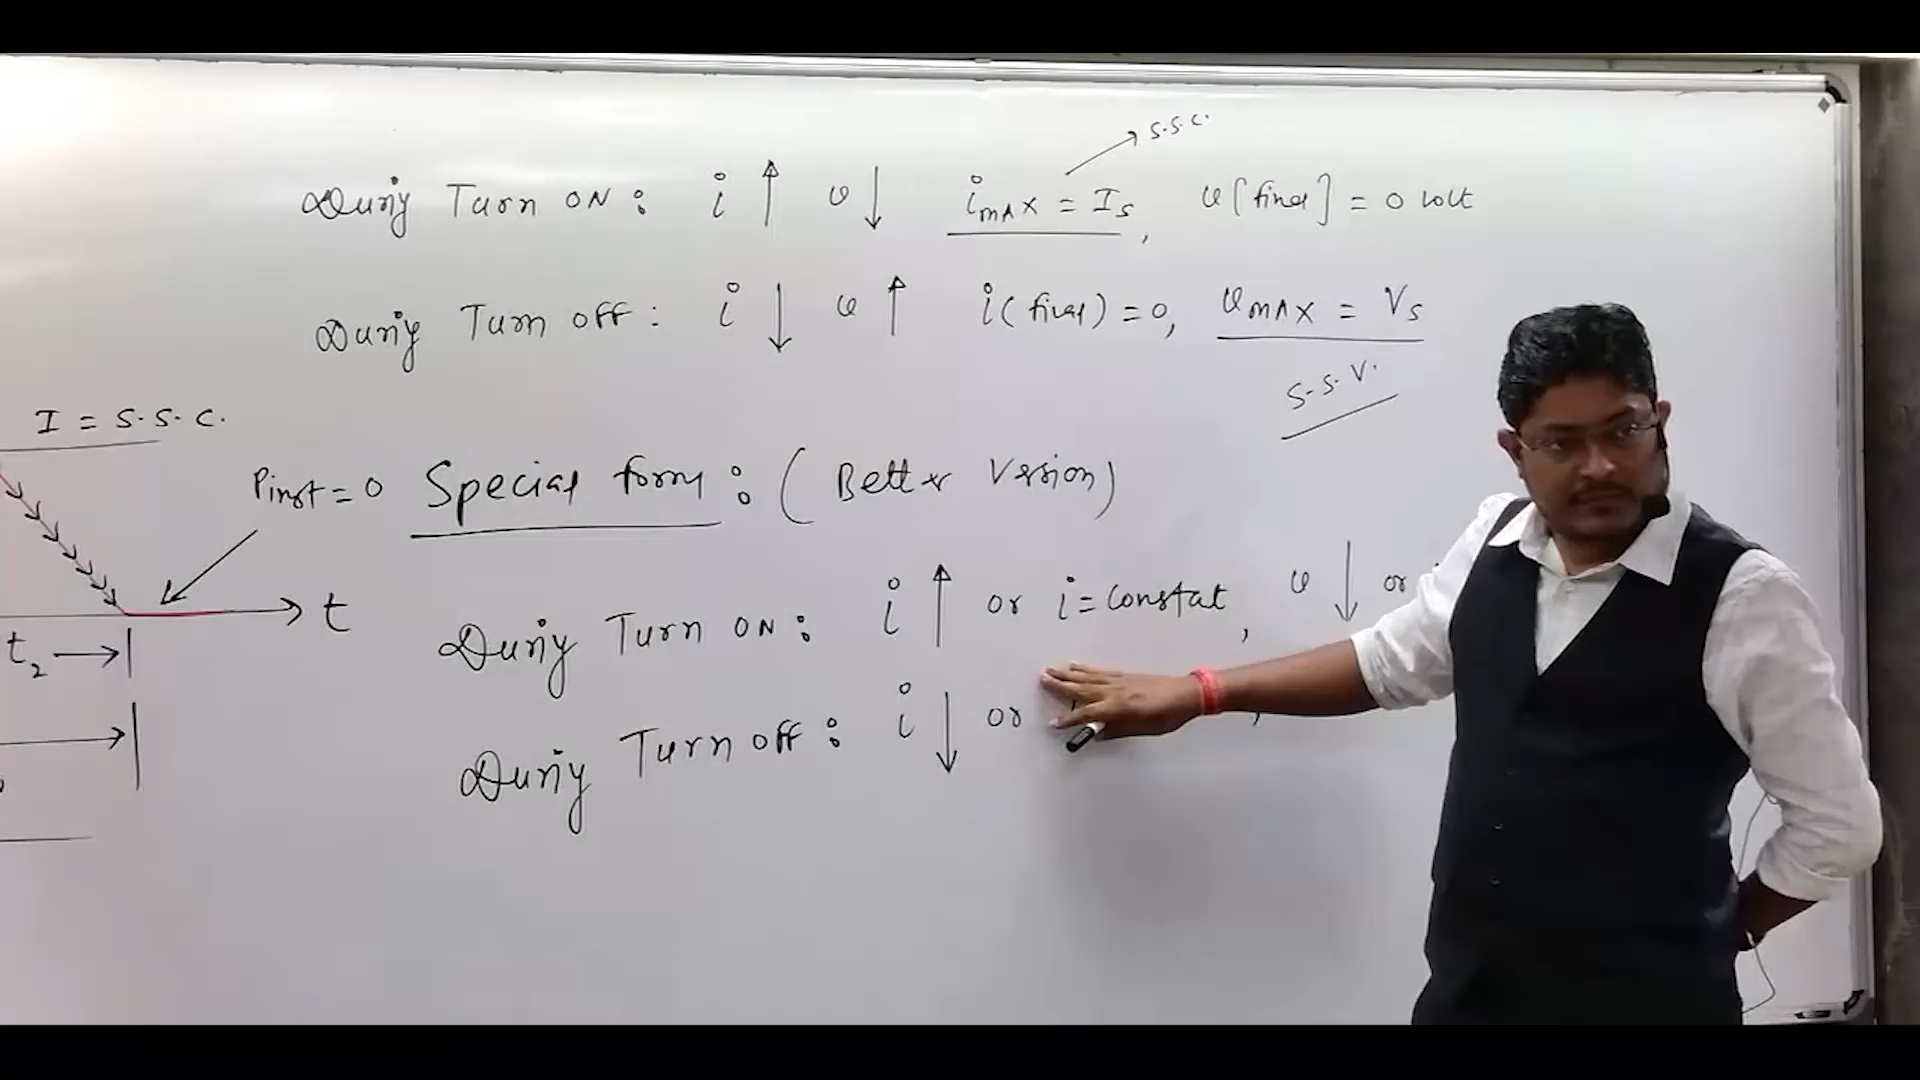 S.S.C.
During Turn ON : i ↑ v ↓ imax = Is, v[final] = 0 volt
During Turn off : i ↓ v ↑ i(final) = 0, vmax = Vs
S.S.V.
I = S.S.C.
Pinst = 0 Special form : (Better Version)
During Turn ON : i ↑ or i = constat, v ↓ or
t
t2
During Turn off : i ↓ or